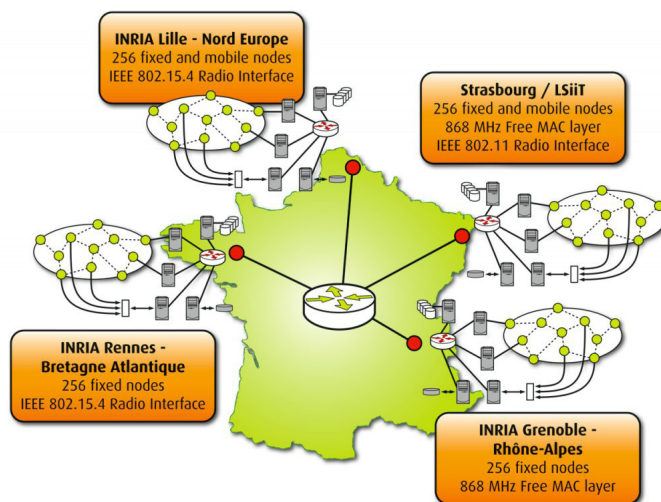 INRIA Lille - Nord Europe
256 fixed and mobile nodes
IEEE 802.15.4 Radio Interface
Strasbourg / LSiiT
256 fixed and mobile nodes
868 MHz Free MAC layer
IEEE 802.11 Radio Interface
INRIA Rennes -
Bretagne Atlantique
256 fixed nodes
IEEE 802.15.4 Radio Interface
INRIA Grenoble -
Rhône-Alpes
256 fixed nodes
868 MHz Free MAC layer